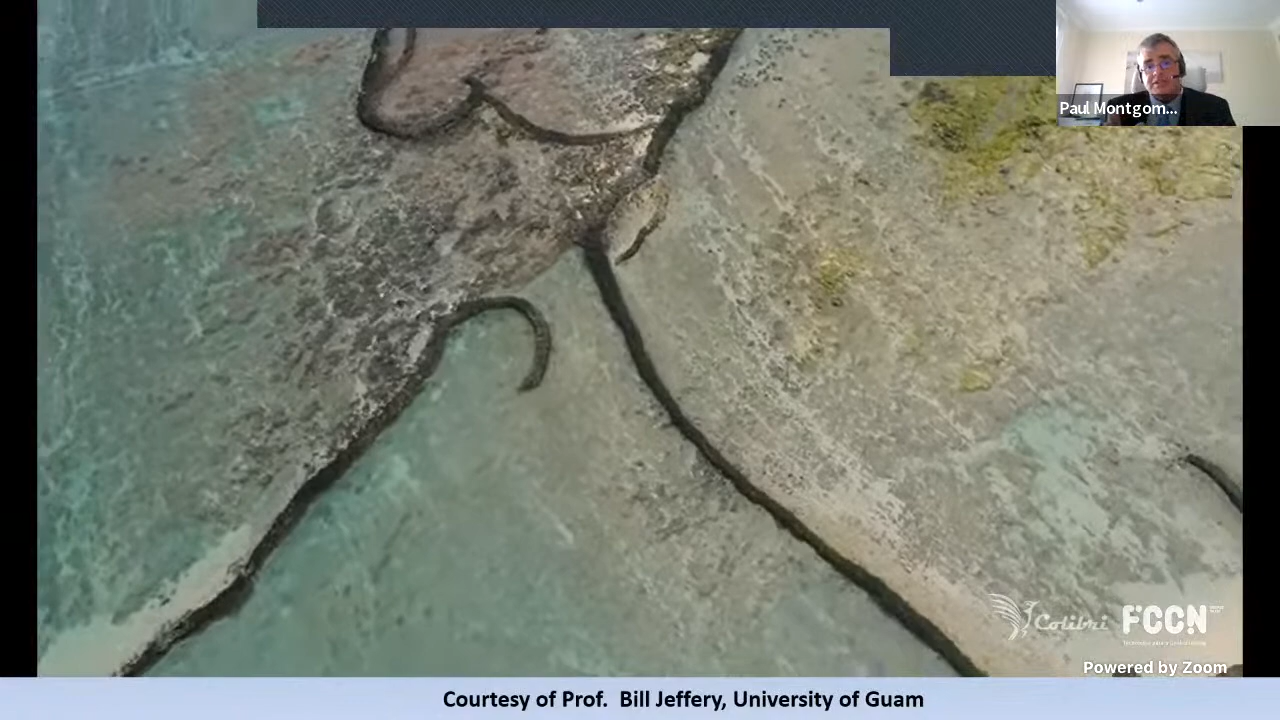 Paul Montgom...
Colibri FCCN
Powered by Zoom
Courtesy of Prof.  Bill Jeffery, University of Guam